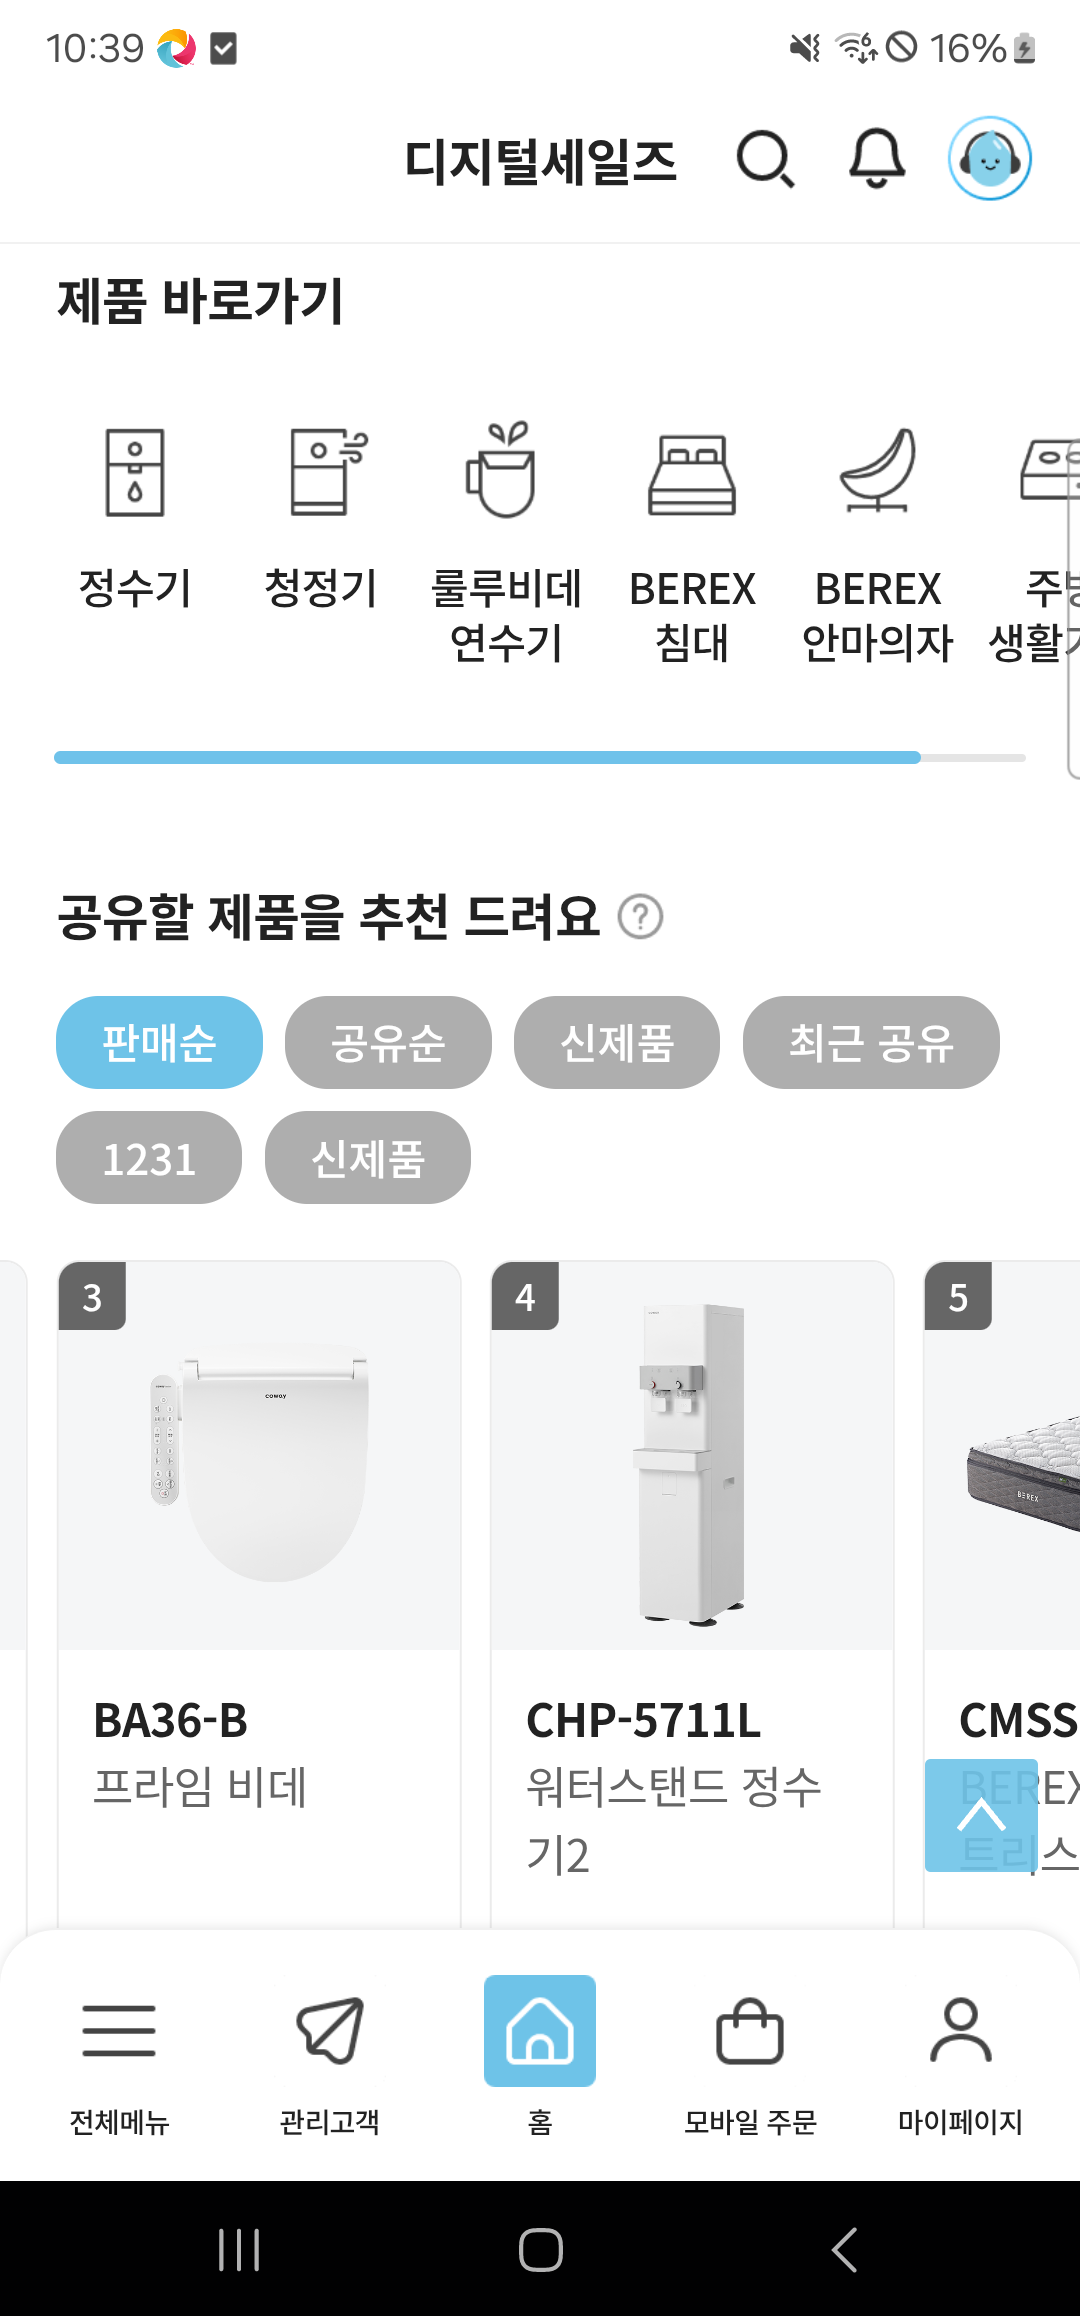 10:39
16%
디지털세일즈
제품 바로가기
정수기
청정기
룰루비데
연수기
BEREX
침대
BEREX
안마의자
생활
공유할 제품을 추천 드려요
판매순
공유순
신제품
최근 공유
1231
신제품
3
4
5
coway
BEREX
BA36-B
프라임 비데
CHP-5711L
워터스탠드 정수
기2
CMSS
BEREX
트리스
전체메뉴
관리고객
홈
모바일 주문
마이페이지